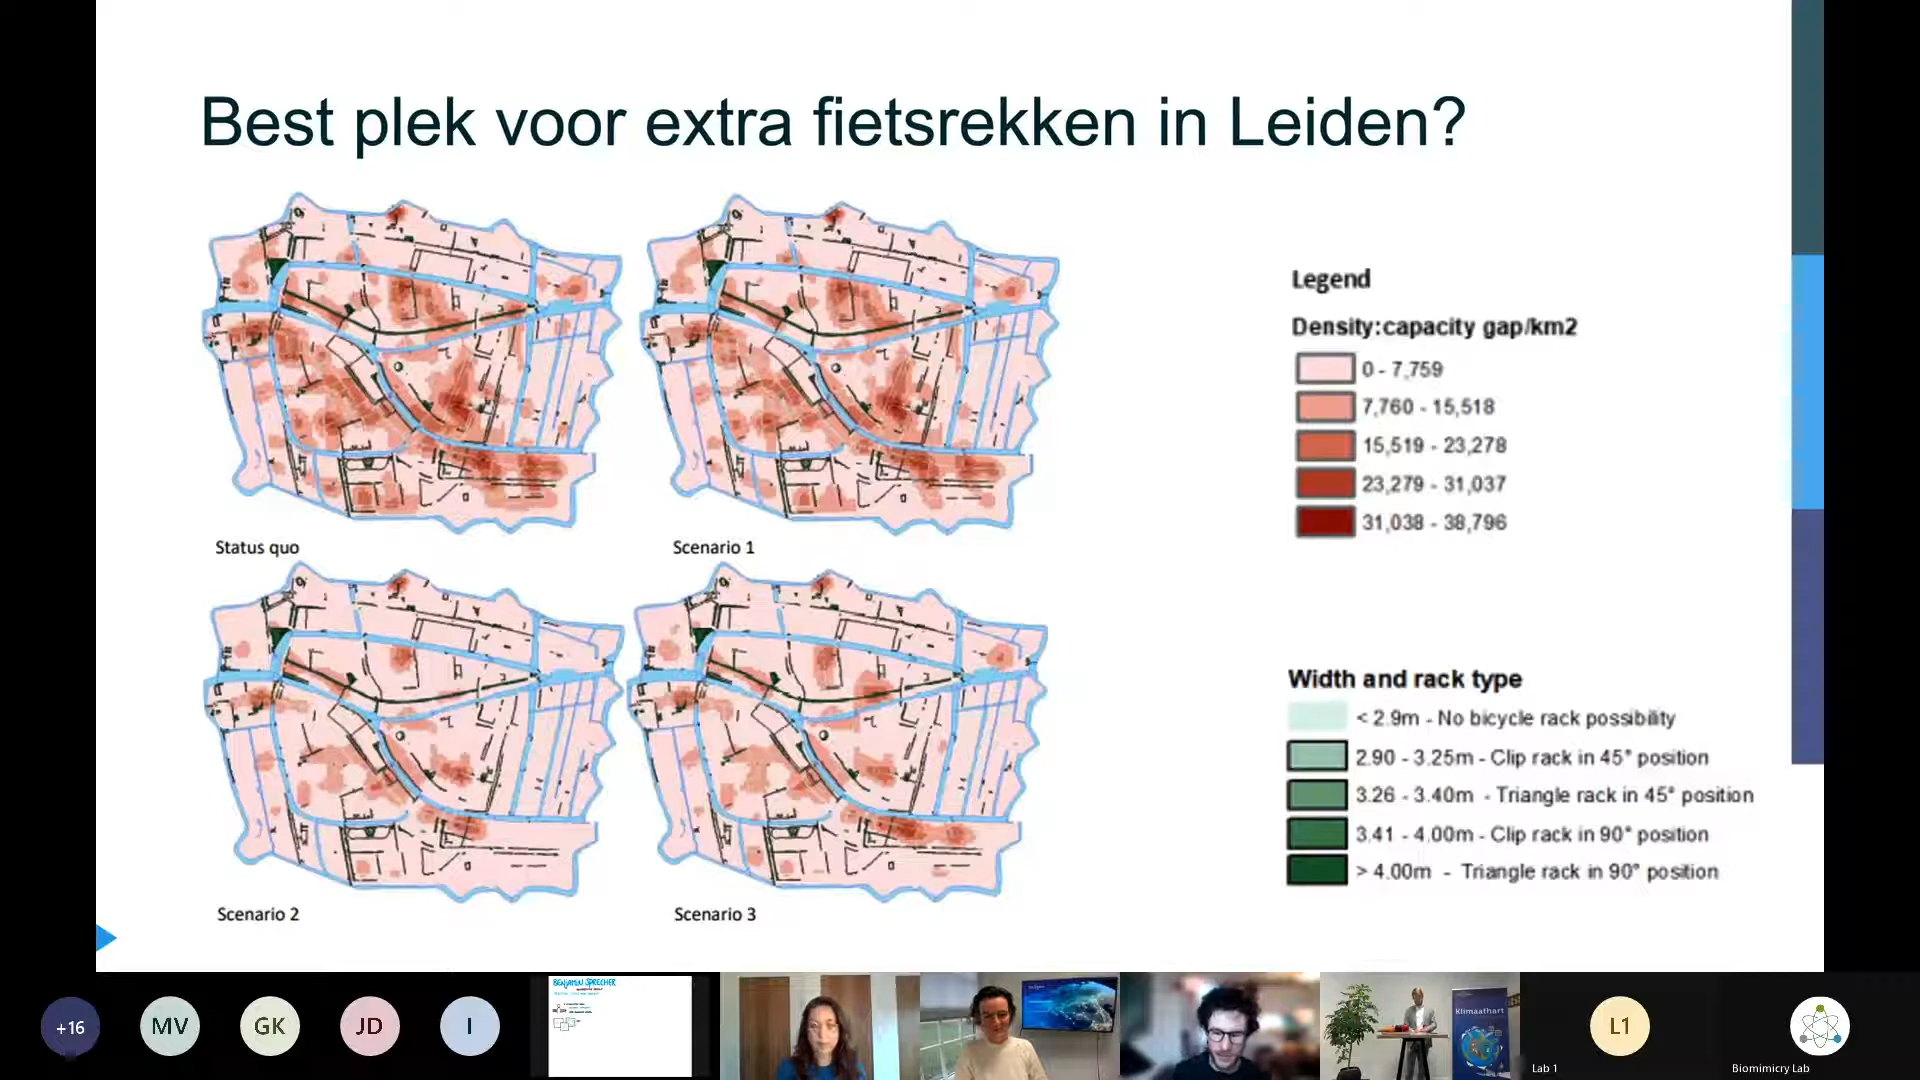 Best plek voor extra fietsrekken in Leiden?
Status quo
Scenario 1
Scenario 2
Scenario 3
Legend
Density:capacity gap/km2
0 - 7,759
7,760 - 15,518
15,519 - 23,278
23,279 - 31,037
31,038 - 38,796
Width and rack type
< 2.9m - No bicycle rack possibility
2.90 - 3.25m - Clip rack in 45° position
3.26 - 3.40m - Triangle rack in 45° position
3.41 - 4.00m - Clip rack in 90° position
> 4.00m - Triangle rack in 90° position
+16
MV
GK
JD
I
BENJAMIN SPRECHER
Klimaathart
L1
Lab 1
Biomimicry Lab